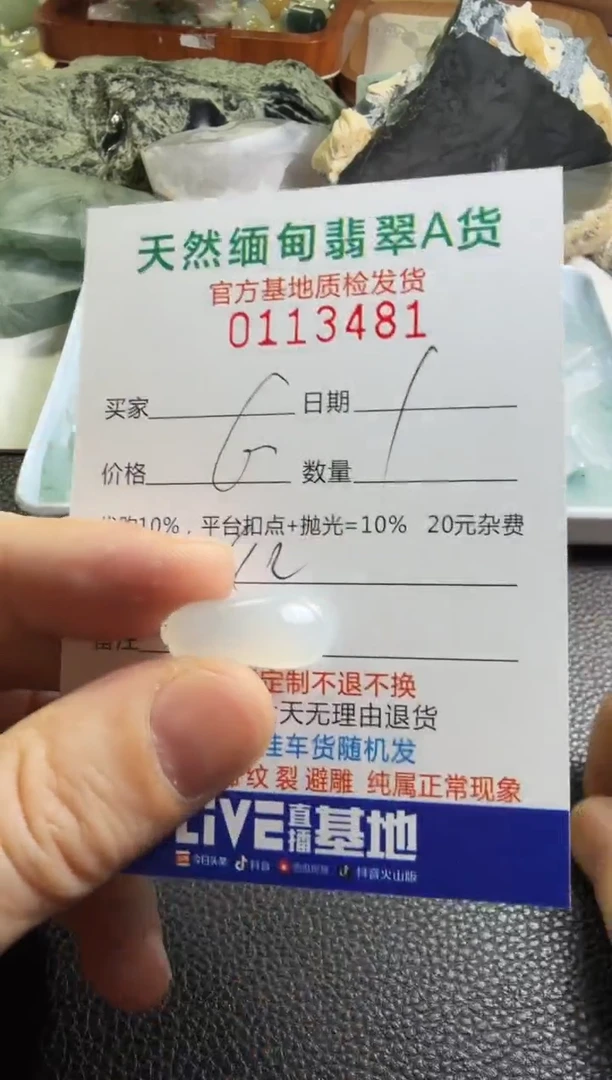 天然缅甸翡翠A货
官方基地质检发货
0113481
买家 日期
价格 6 数量 1
10%，平台扣点+抛光=10% 20元杂费
定制不退不换
天无理由退货
挂车货随机发
纹 裂 避雕 纯属正常现象
LIVE直播基地
今日头条 抖音 抖音火山版